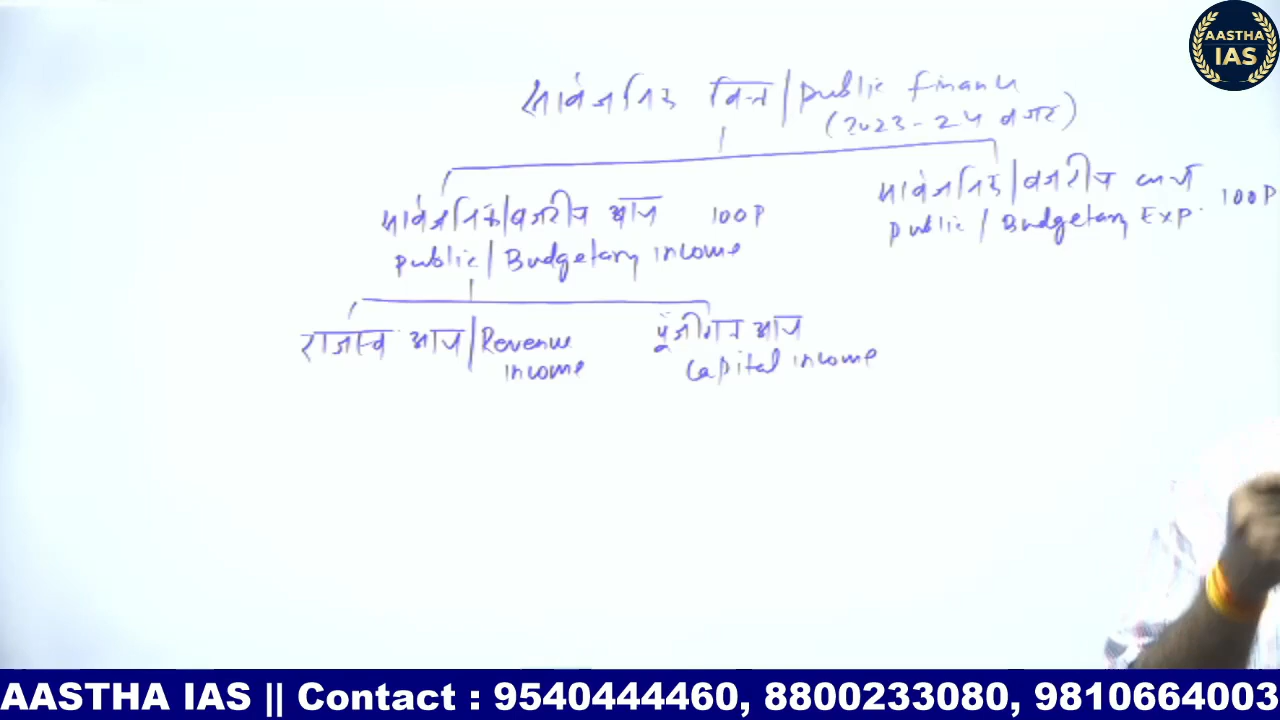 AASTHA
IAS
सार्वजनिक वित्त / public finance
(2023-24 बजट)
सार्वजनिक/बजटीय आय 100P
public / Budgetary income
सार्वजनिक/बजटीय व्यय 100P
public / Budgetary Exp.
राजस्व आय / Revenue
income
पूंजीगत आय
Capital income
AASTHA IAS || Contact : 9540444460, 8800233080, 9810664003